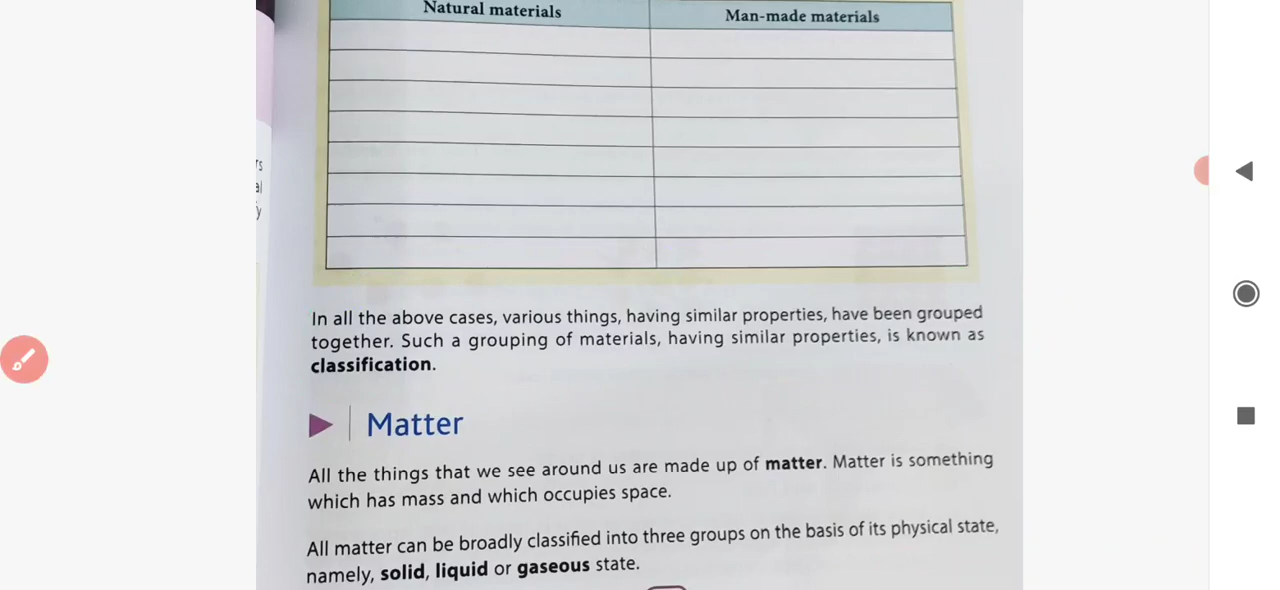 Natural materials
Man-made materials
rs
al
y
In all the above cases, various things, having similar properties, have been grouped
together. Such a grouping of materials, having similar properties, is known as
classification.
Matter
All the things that we see around us are made up of matter. Matter is something
which has mass and which occupies space.
All matter can be broadly classified into three groups on the basis of its physical state,
namely, solid, liquid or gaseous state.